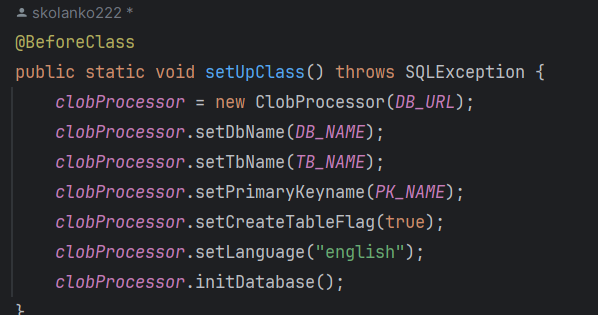 skolanko222 *
@BeforeClass
public static void setUpClass() throws SQLException {
clobProcessor = new ClobProcessor(DB_URL);
clobProcessor.setDbName(DB_NAME);
clobProcessor.setTbName(TB_NAME);
clobProcessor.setPrimaryKeyname(PK_NAME);
clobProcessor.setCreateTableFlag(true);
clobProcessor.setLanguage("english");
clobProcessor.initDatabase();
}